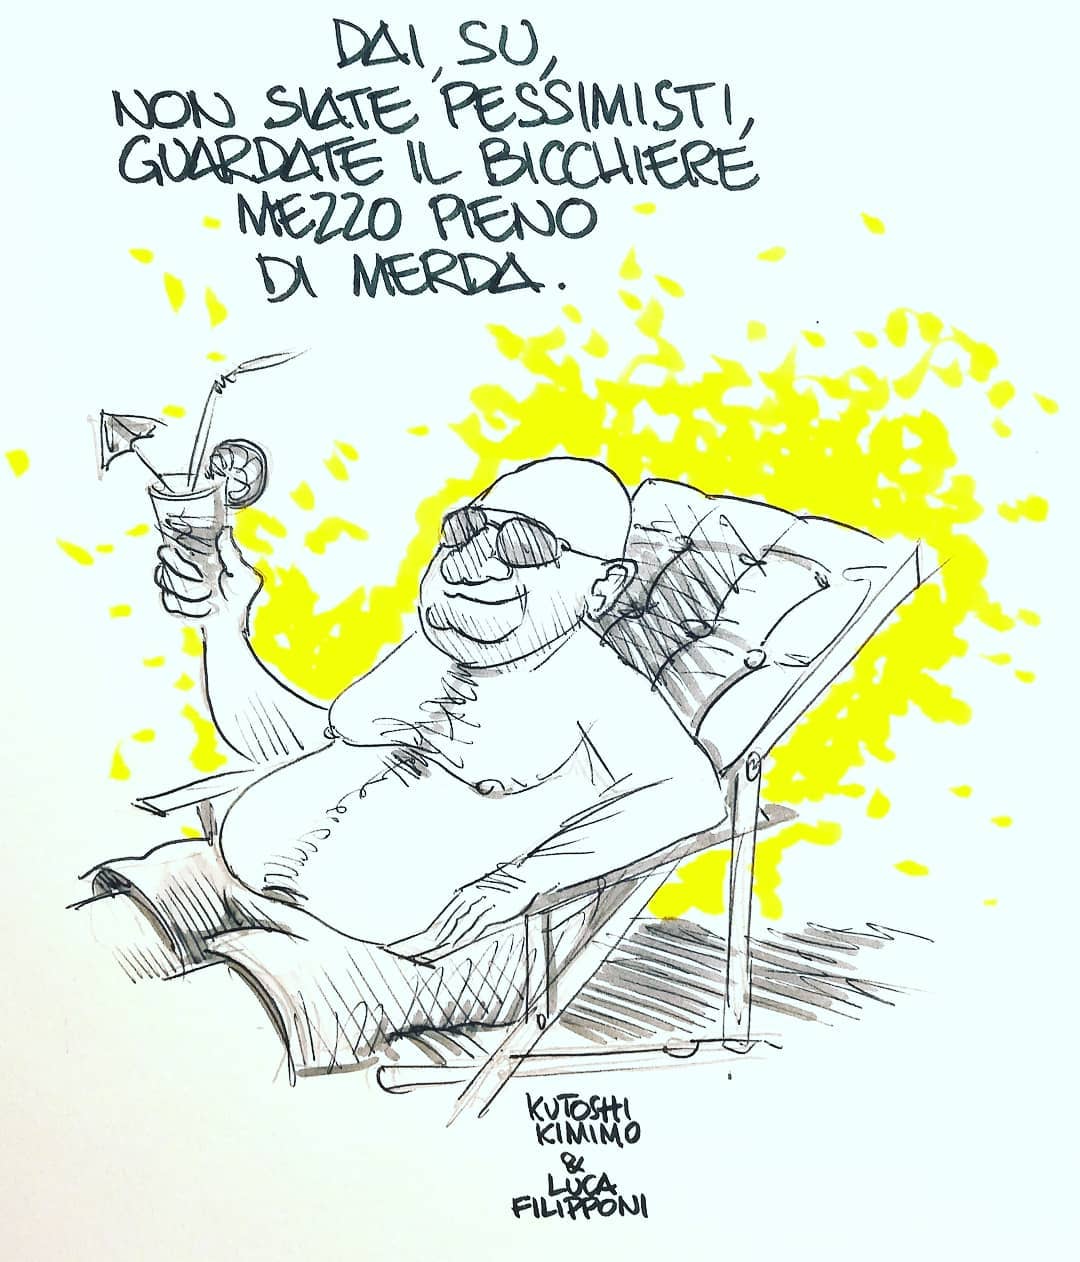 DAI, SU,
NON SIATE PESSIMISTI,
GUARDATE IL BICCHIERE
MEZZO PIENO
DI MERDA.
KUTOSHI
KIMIMO
&
LUCA
FILIPPONI